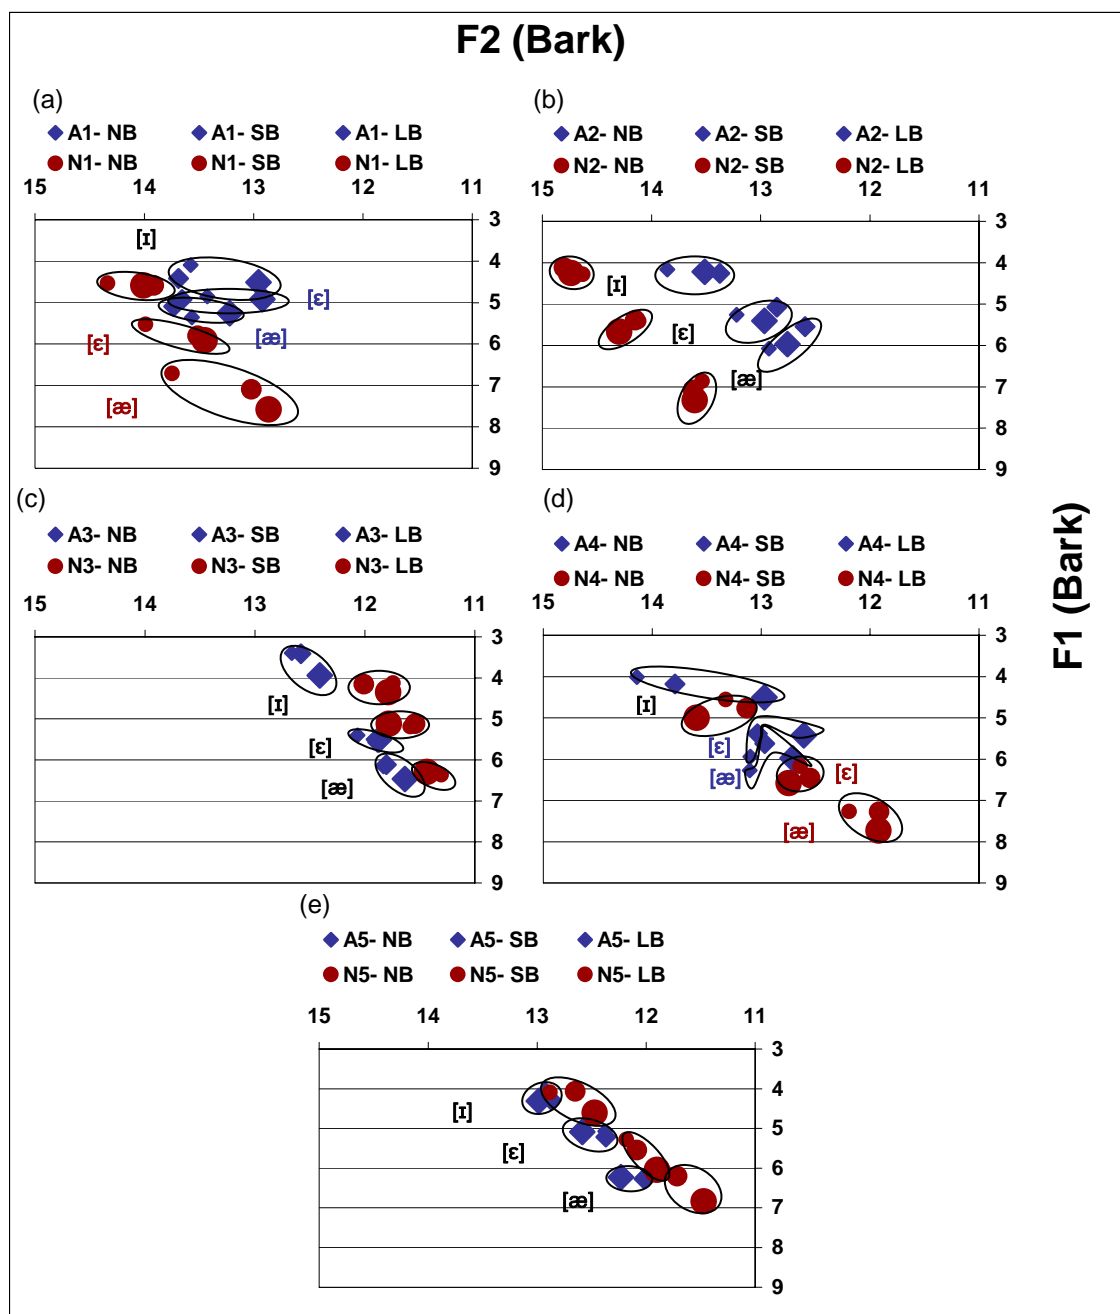 F2 (Bark)
(a)
A1- NB A1- SB A1- LB
N1- NB N1- SB N1- LB
15 14 13 12 11
3
[ɪ]
4
5
[ɛ]
[æ]
[ɛ]
6
7
[æ]
8
9
(b)
A2- NB A2- SB A2- LB
N2- NB N2- SB N2- LB
15 14 13 12 11
3
4
[ɪ]
5
[ɛ]
6
[æ]
7
8
9
(c)
A3- NB A3- SB A3- LB
N3- NB N3- SB N3- LB
15 14 13 12 11
3
4
[ɪ]
5
[ɛ]
6
[æ]
7
8
9
(d)
A4- NB A4- SB A4- LB
N4- NB N4- SB N4- LB
15 14 13 12 11
3
4
[ɪ]
5
[ɛ]
6
[æ]
[ɛ]
7
[æ]
8
9
F1 (Bark)
(e)
A5- NB A5- SB A5- LB
N5- NB N5- SB N5- LB
15 14 13 12 11
3
4
[ɪ]
5
[ɛ]
6
[æ]
7
8
9